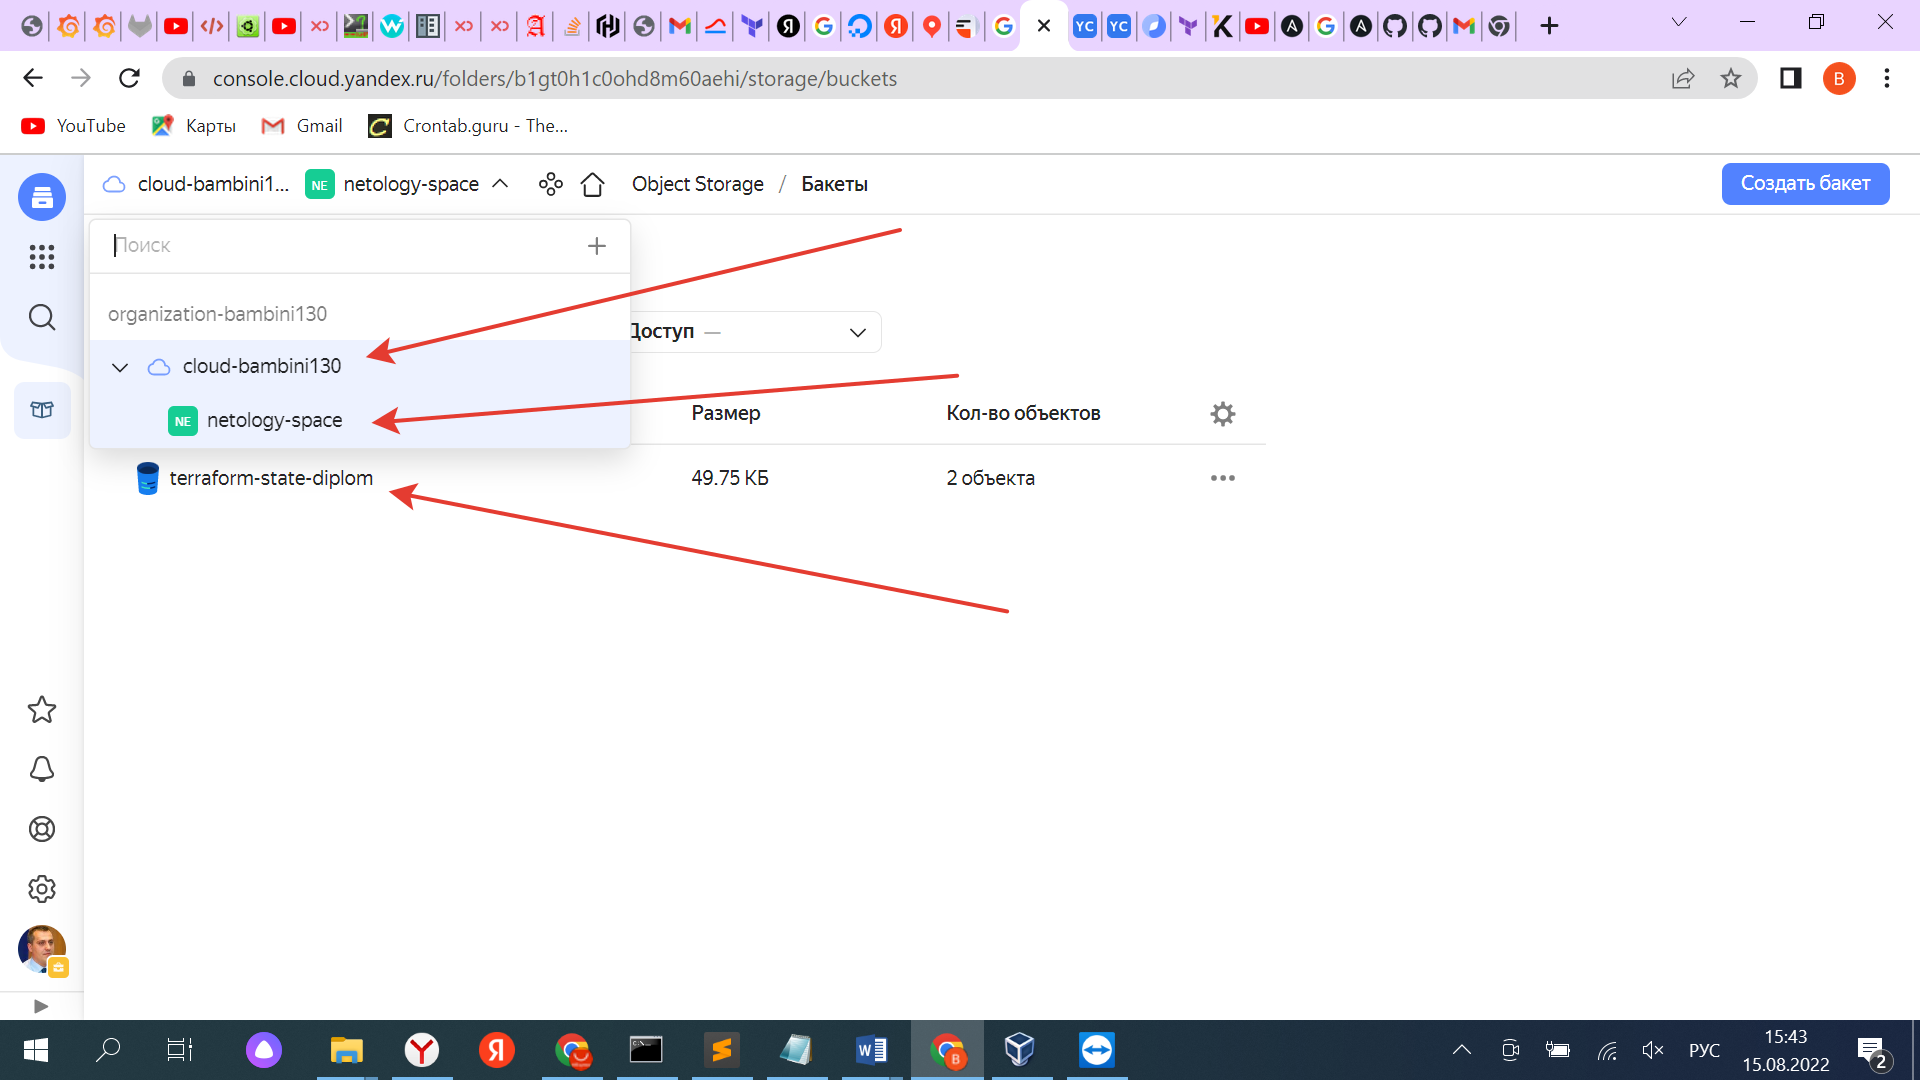 console.cloud.yandex.ru/folders/b1gt0h1c0ohd8m60aehi/storage/buckets
B
YouTube
Карты
Gmail
Crontab.guru - The...
cloud-bambini1...
NE
netology-space
Object Storage / Бакеты
Создать бакет
Поиск
organization-bambini130
Доступ —
cloud-bambini130
NE
netology-space
Размер
Кол-во объектов
terraform-state-diplom
49.75 КБ
2 объекта
РУС
15:43
15.08.2022
2